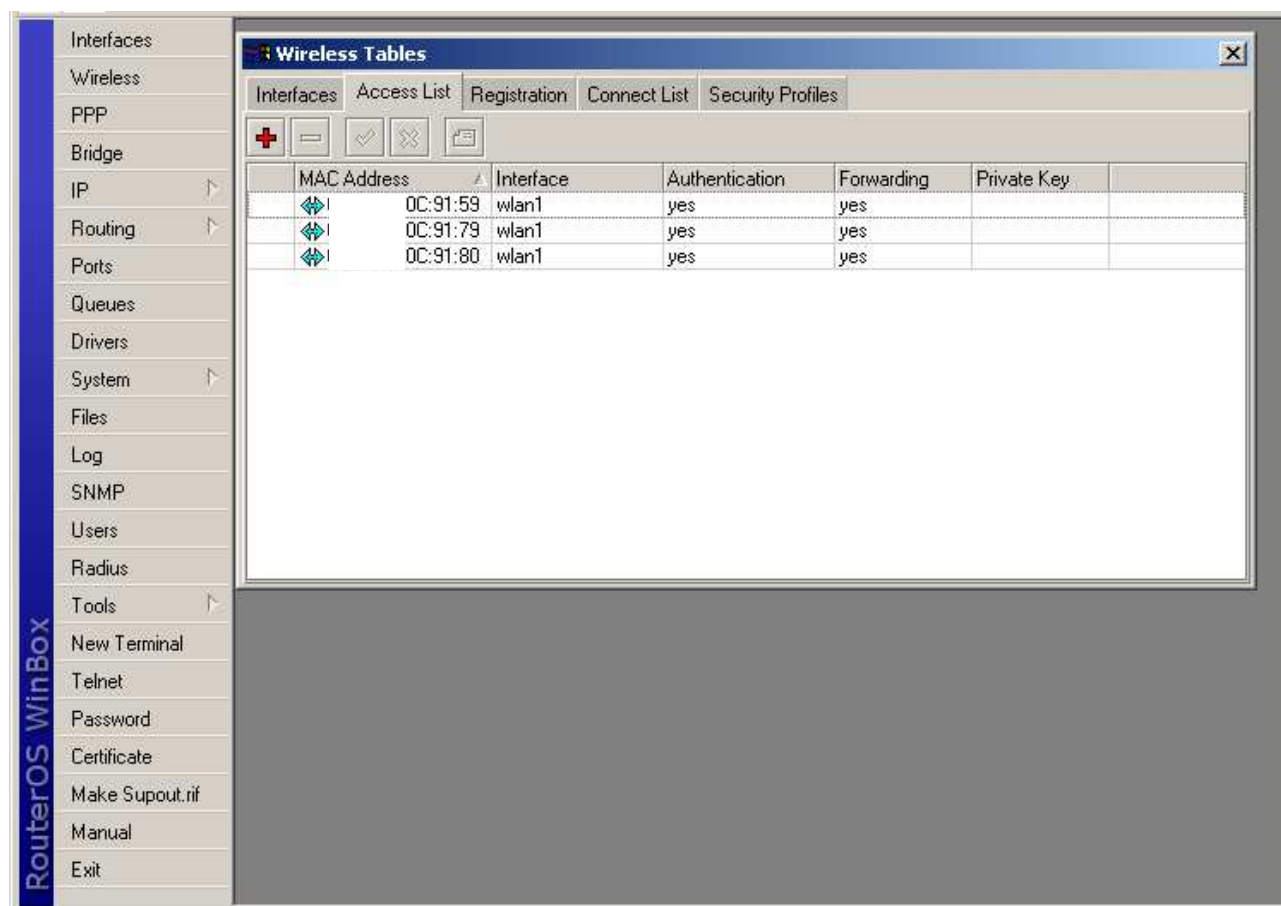 Interfaces
Wireless
PPP
Bridge
IP
Routing
Ports
Queues
Drivers
System
Files
Log
SNMP
Users
Radius
Tools
New Terminal
Telnet
Password
Certificate
Make Supout.rif
Manual
Exit
RouterOS WinBox
Wireless Tables
Interfaces Access List Registration Connect List Security Profiles
MAC Address Interface Authentication Forwarding Private Key
0C:91:59 wlan1 yes yes
0C:91:79 wlan1 yes yes
0C:91:80 wlan1 yes yes